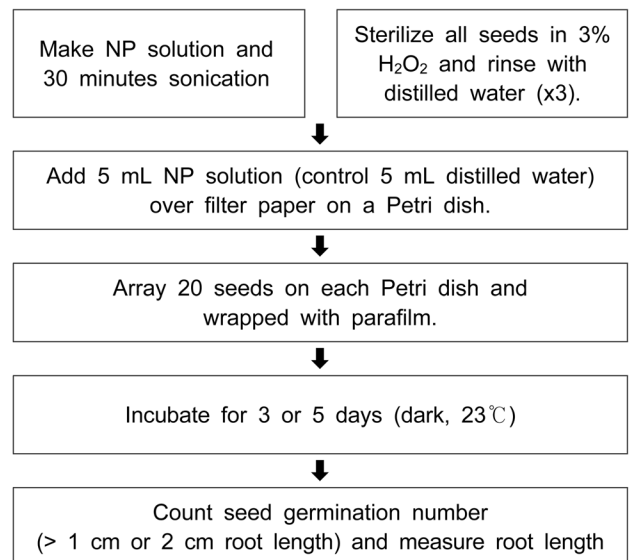 Make NP solution and
30 minutes sonication
Sterilize all seeds in 3%
H₂O₂ and rinse with
distilled water (x3).
Add 5 mL NP solution (control 5 mL distilled water)
over filter paper on a Petri dish.
Array 20 seeds on each Petri dish and
wrapped with parafilm.
Incubate for 3 or 5 days (dark, 23℃)
Count seed germination number
(> 1 cm or 2 cm root length) and measure root length